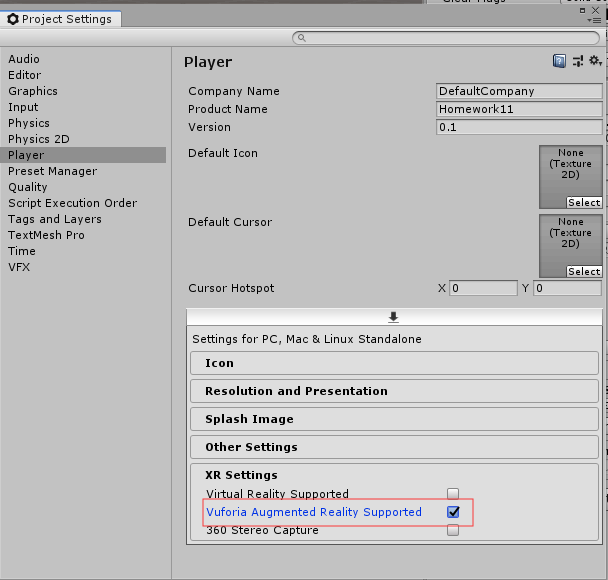 Project Settings
Audio
Editor
Graphics
Input
Physics
Physics 2D
Player
Preset Manager
Quality
Script Execution Order
Tags and Layers
TextMesh Pro
Time
VFX
Player
Company Name DefaultCompany
Product Name Homework11
Version 0.1
Default Icon
None
(Texture
2D)
Select
Default Cursor
None
(Texture
2D)
Select
Cursor Hotspot X 0 Y 0
Settings for PC, Mac & Linux Standalone
Icon
Resolution and Presentation
Splash Image
Other Settings
XR Settings
Virtual Reality Supported
Vuforia Augmented Reality Supported
360 Stereo Capture